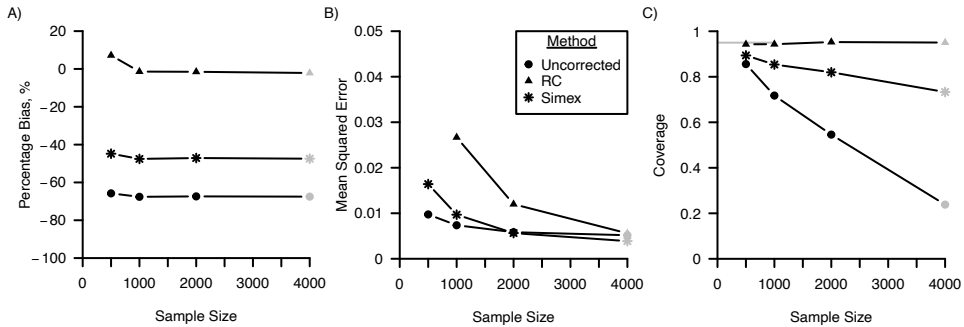 A)
20
0
−20
−40
−60
−80
−100
Percentage Bias, %
0 1000 2000 3000 4000
Sample Size
B)
0.05
0.04
0.03
0.02
0.01
0
Mean Squared Error
Method
Uncorrected
RC
Simex
0 1000 2000 3000 4000
Sample Size
C)
1
0.8
0.6
0.4
0.2
0
Coverage
0 1000 2000 3000 4000
Sample Size